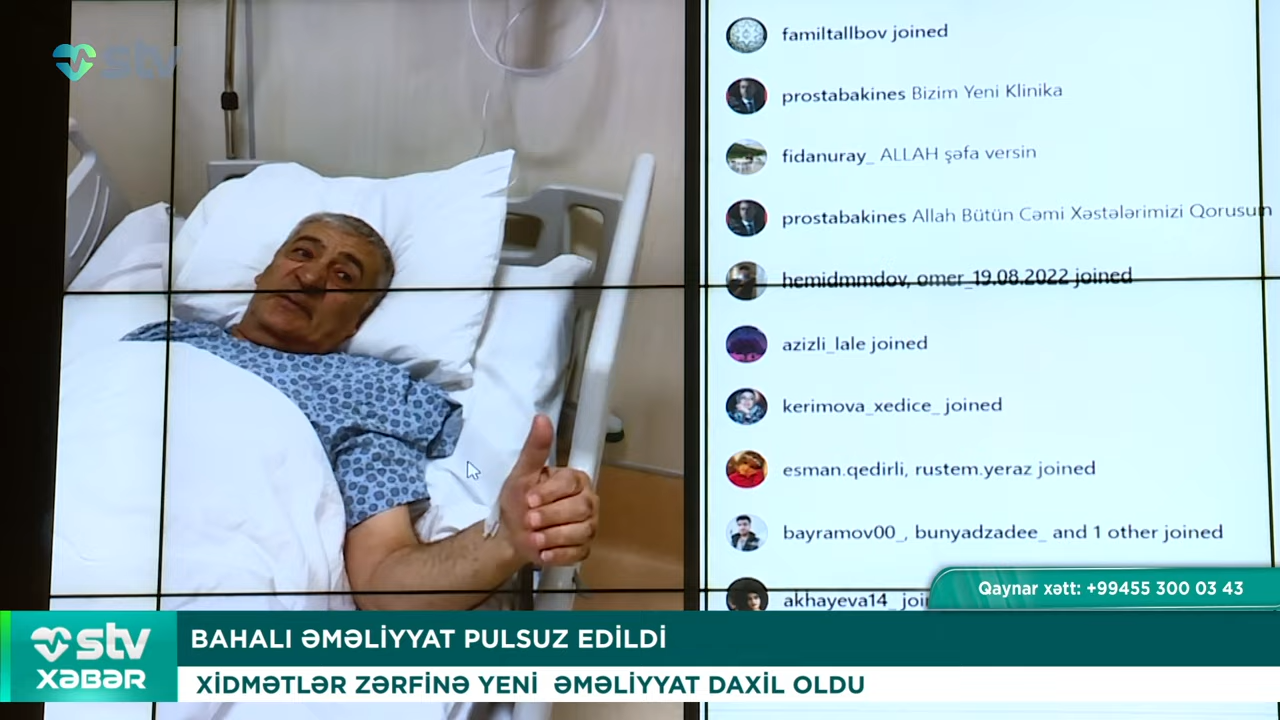 stv
familtallbov joined
prostabakines Bizim Yeni Klinika
fidanuray_ ALLAH şəfa versin
prostabakines Allah Bütün Cəmi Xəstələrimizi Qorusun
hemidmmdov, omer_19.08.2022 joined
azizli_lale joined
kerimova_xedice_ joined
esman.qedirli, rustem.yeraz joined
bayramov00_, bunyadzadee_ and 1 other joined
akhayeva14_
Qaynar xətt: +99455 300 03 43
stv
XƏBƏR
BAHALI ƏMƏLİYYAT PULSUZ EDİLDİ
XİDMƏTLƏR ZƏRFİNƏ YENİ ƏMƏLİYYAT DAXİL OLDU